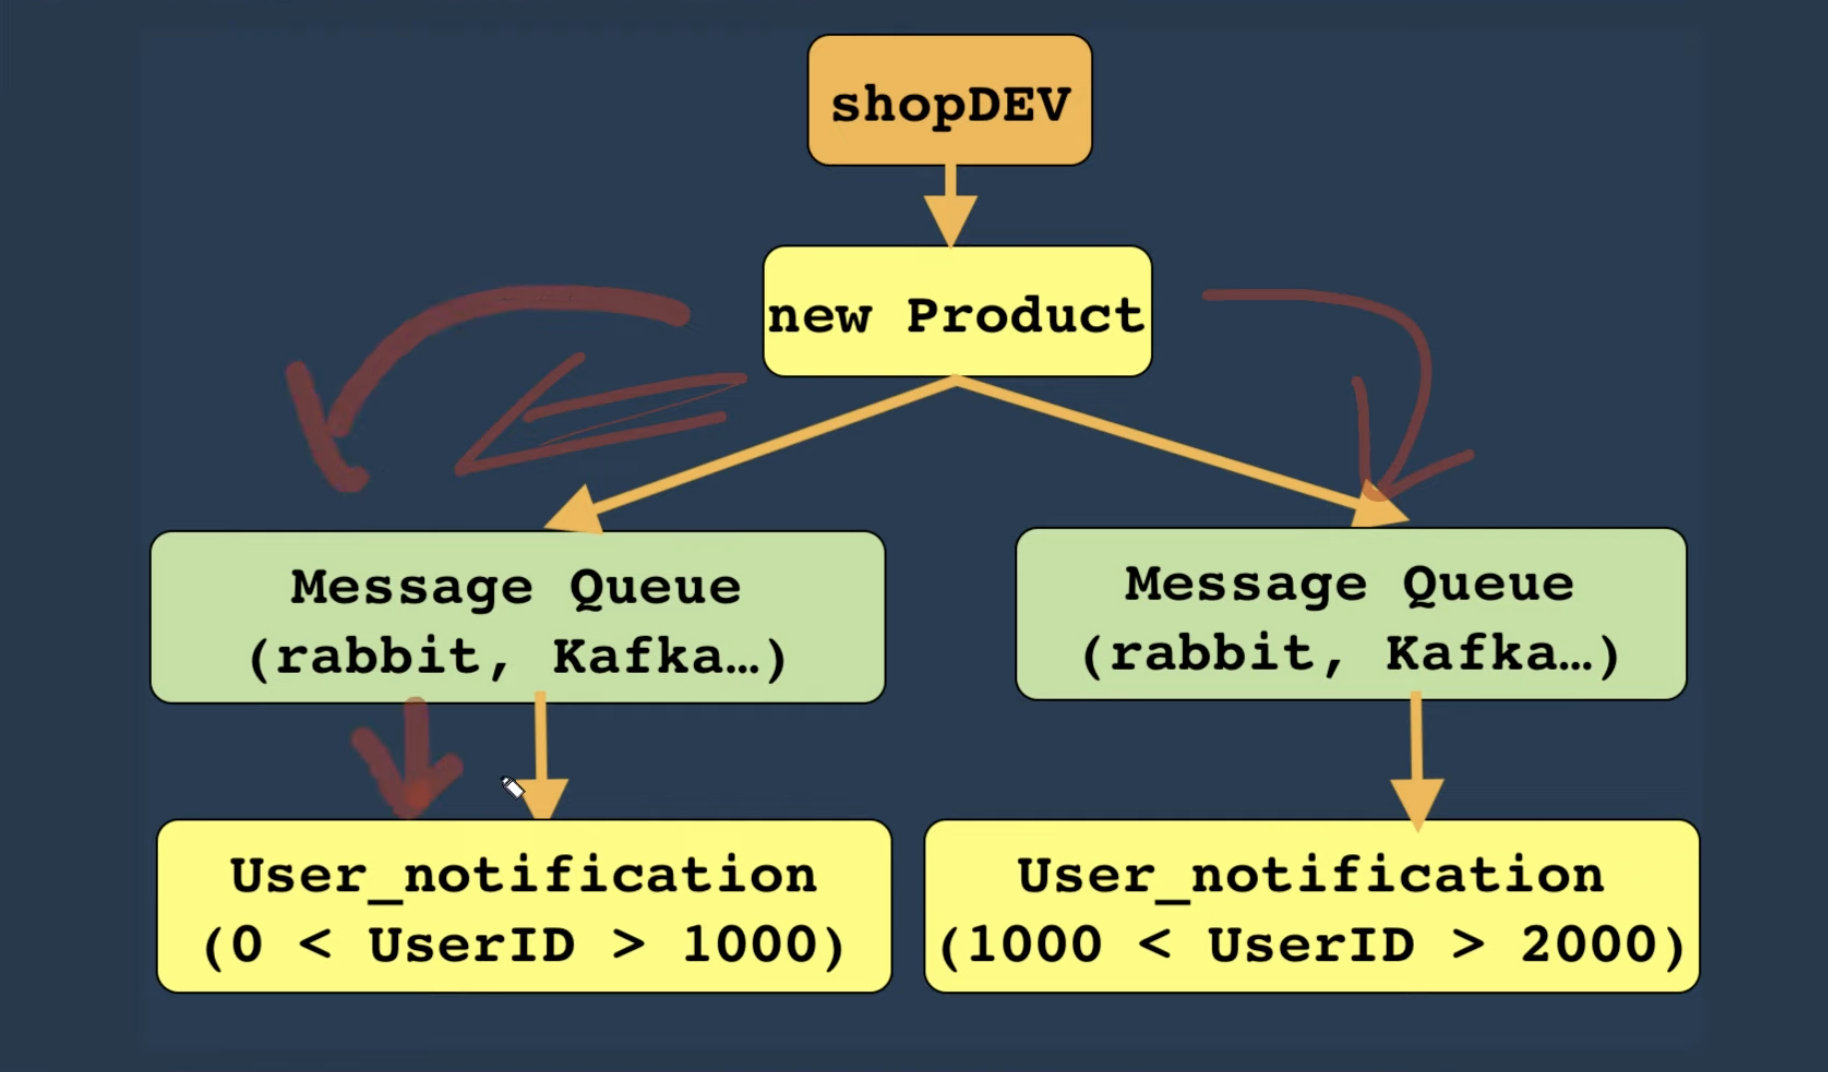 shopDEV
new Product
Message Queue
(rabbit, Kafka…)
Message Queue
(rabbit, Kafka…)
User_notification
(0 < UserID > 1000)
User_notification
(1000 < UserID > 2000)